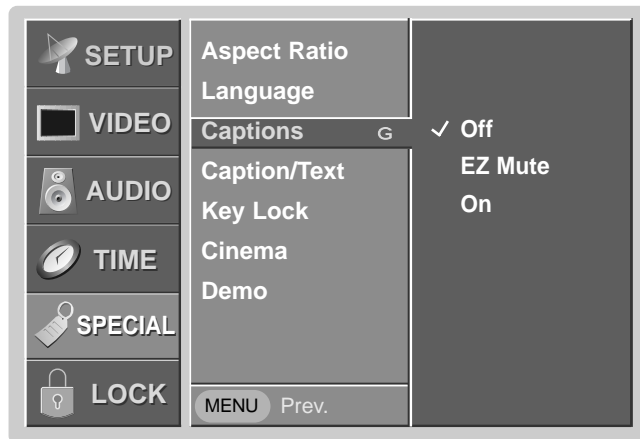 SETUP
VIDEO
AUDIO
TIME
SPECIAL
LOCK
Aspect Ratio
Language
Captions G
Caption/Text
Key Lock
Cinema
Demo
MENU Prev.
✓ Off
EZ Mute
On